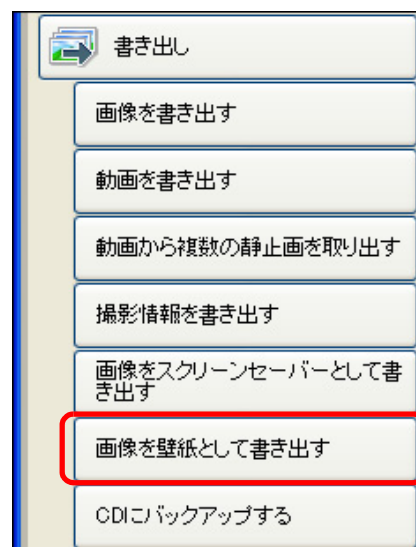 書き出し
画像を書き出す
動画を書き出す
動画から複数の静止画を取り出す
撮影情報を書き出す
画像をスクリーンセーバーとして書
き出す
画像を壁紙として書き出す
CDにバックアップする